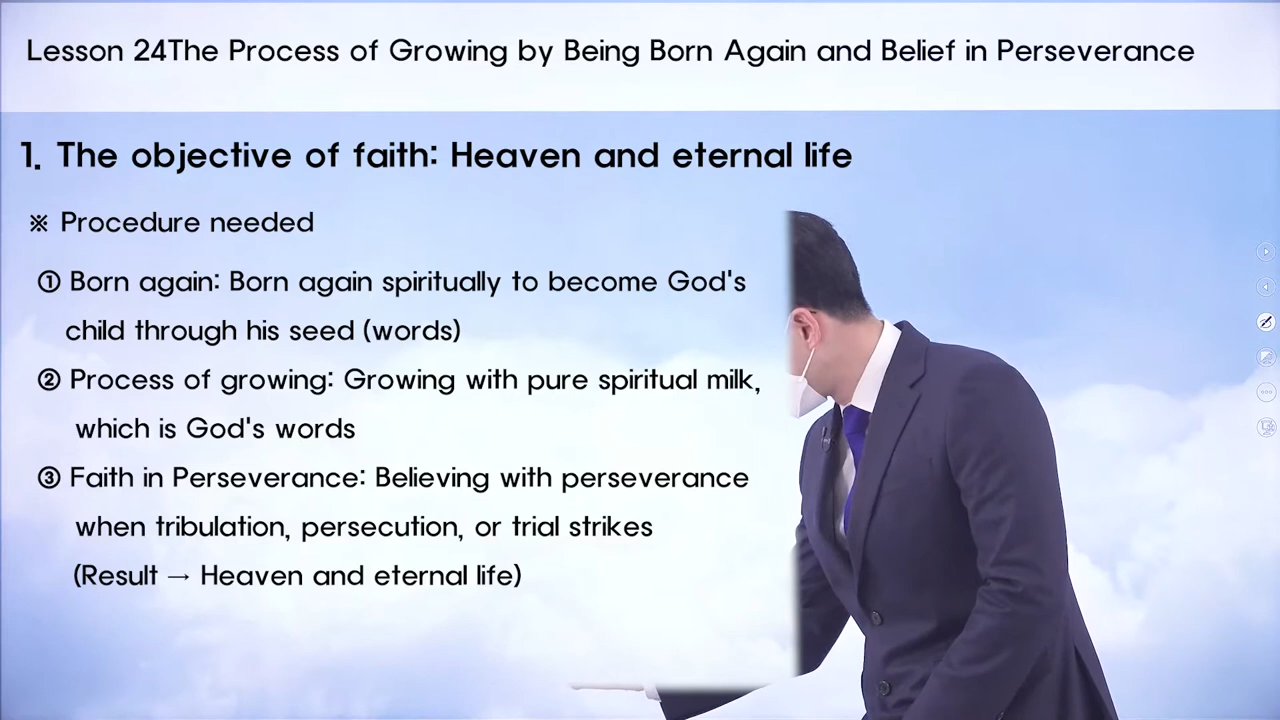 Lesson 24The Process of Growing by Being Born Again and Belief in Perseverance
1. The objective of faith: Heaven and eternal life
※ Procedure needed
① Born again: Born again spiritually to become God's
child through his seed (words)
② Process of growing: Growing with pure spiritual milk,
which is God's words
③ Faith in Perseverance: Believing with perseverance
when tribulation, persecution, or trial strikes
(Result → Heaven and eternal life)